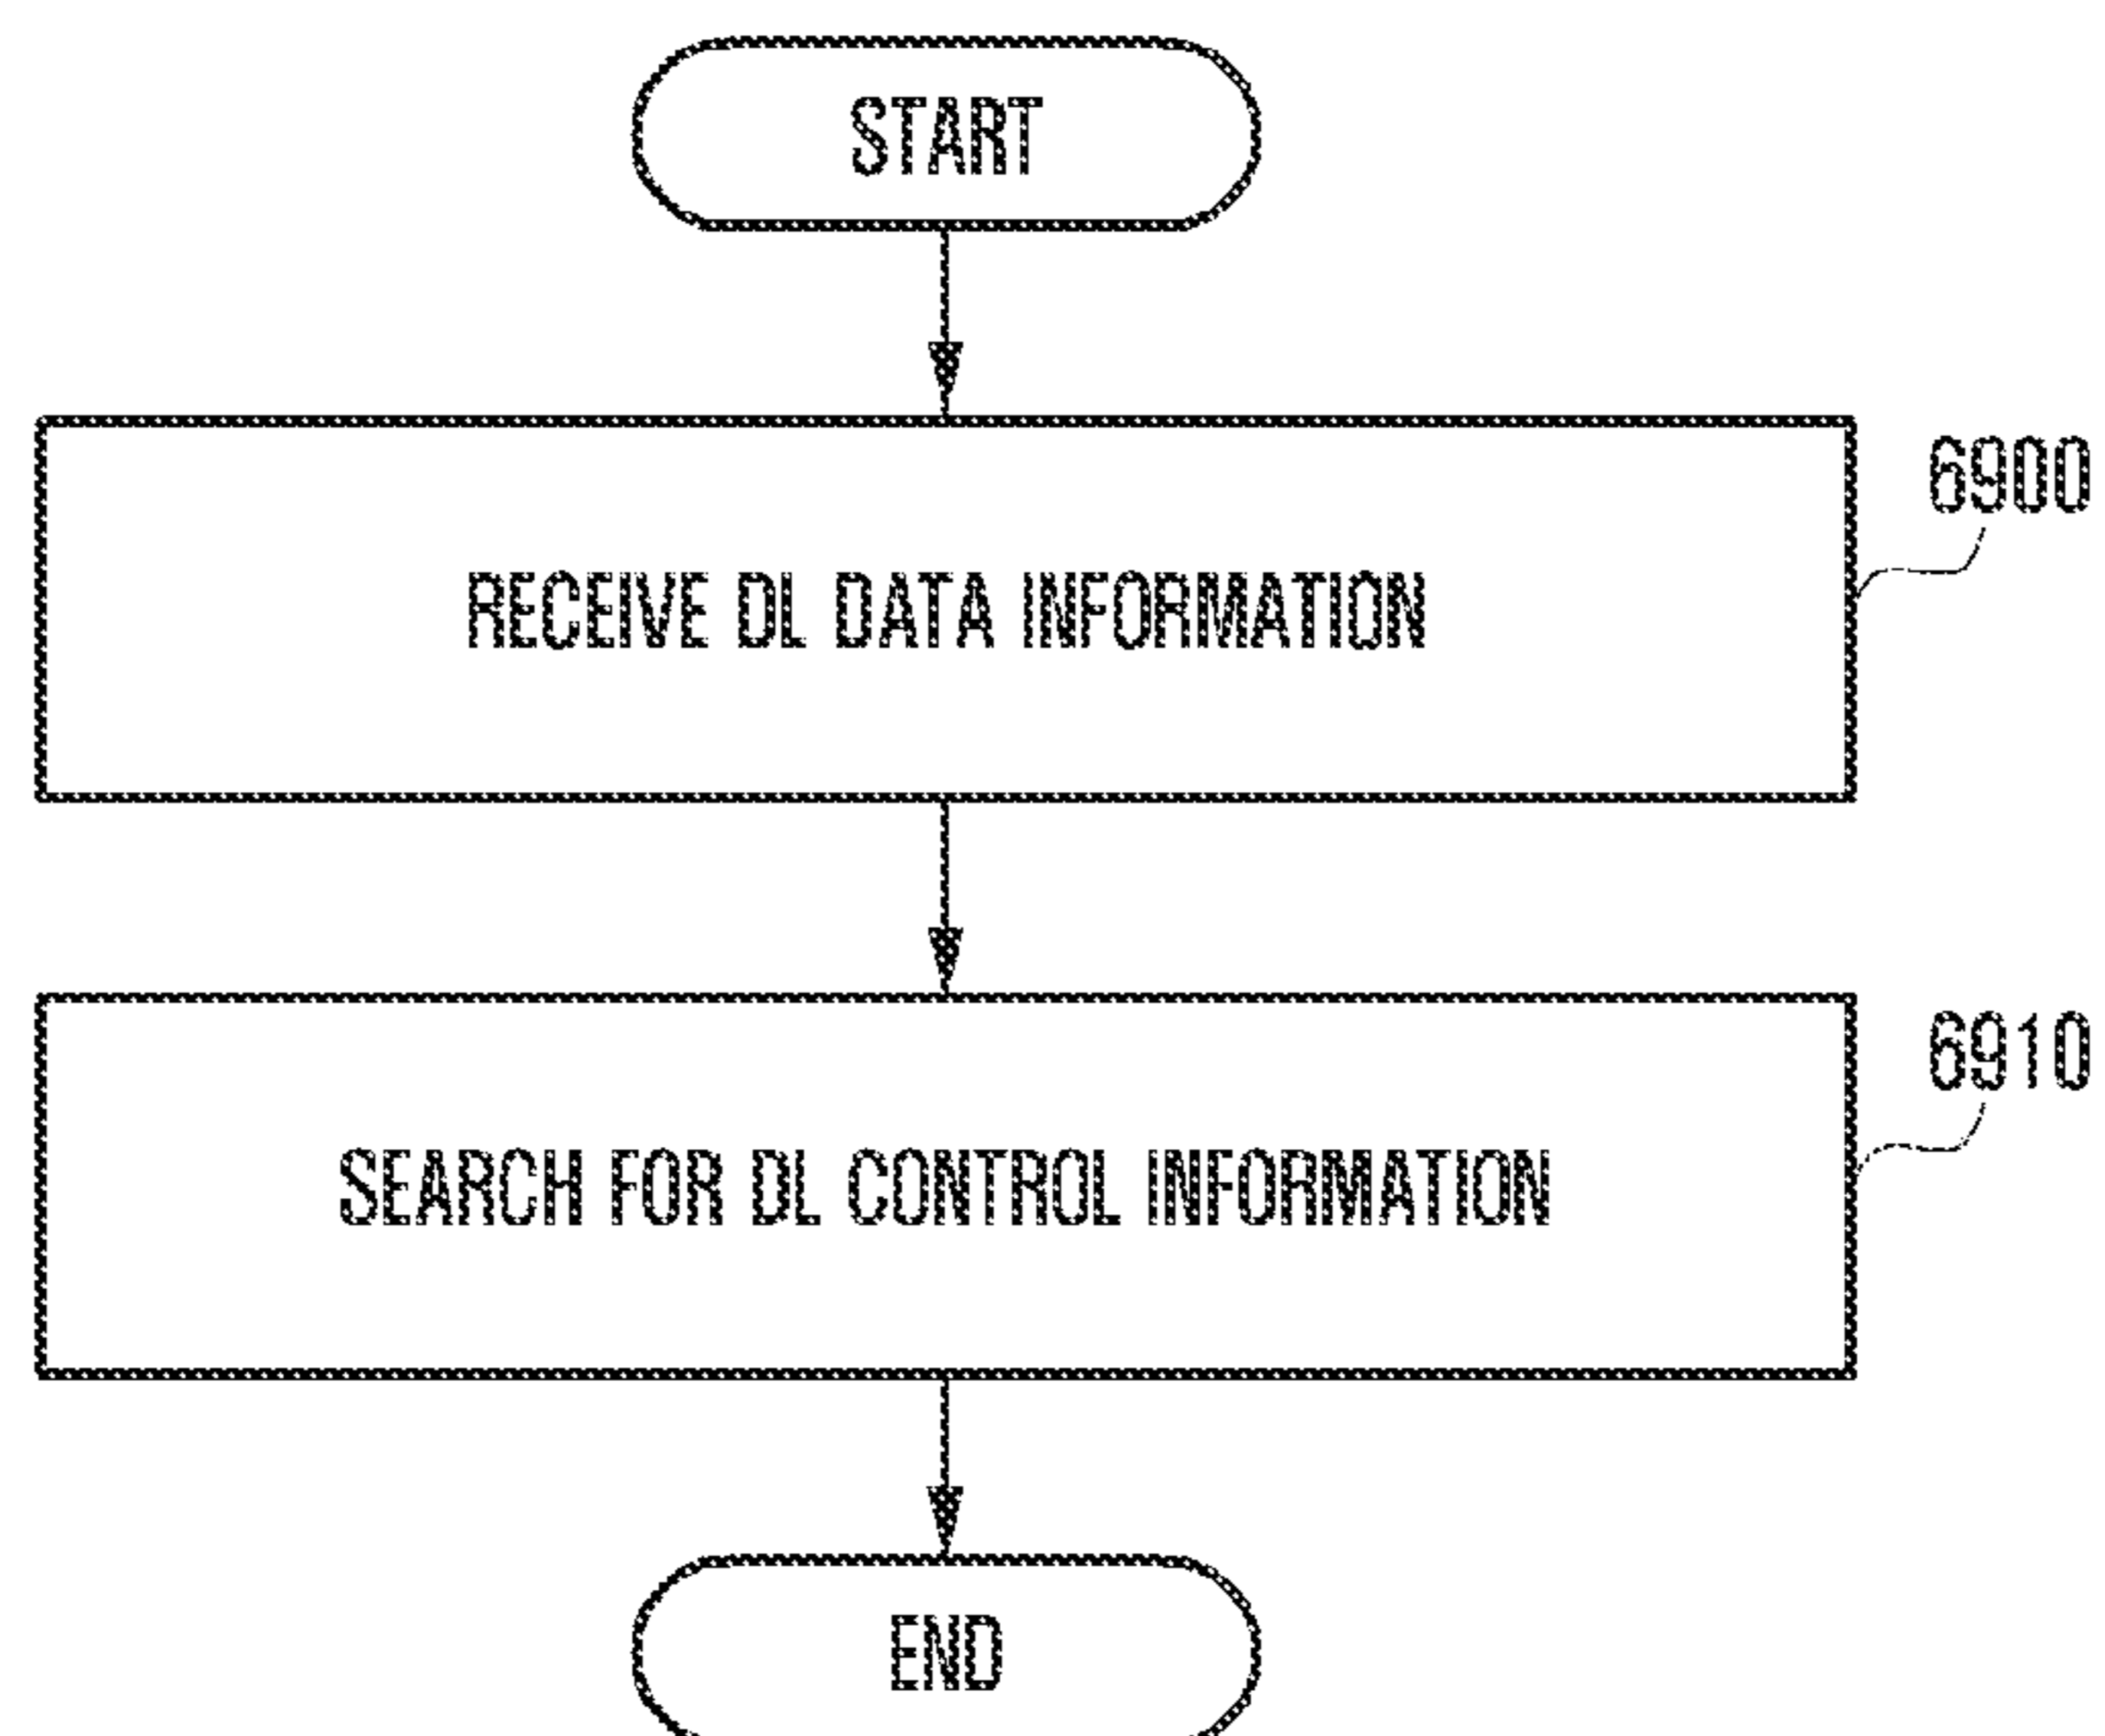 START
6900
RECEIVE DL DATA INFORMATION
6910
SEARCH FOR DL CONTROL INFORMATION
END